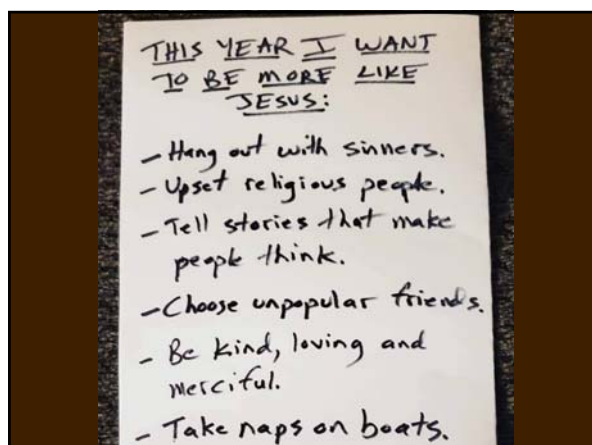 THIS YEAR I WANT
TO BE MORE LIKE
JESUS:
- Hang out with sinners.
- Upset religious people.
- Tell stories that make
people think.
- Choose unpopular friends.
- Be kind, loving and
merciful.
- Take naps on boats.